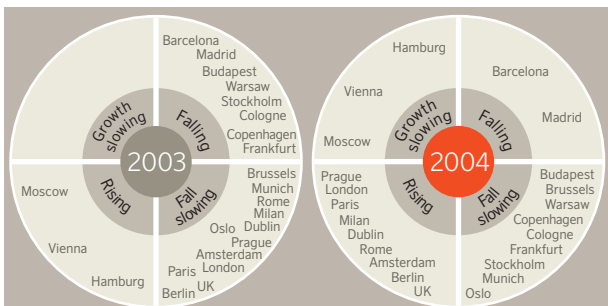 Growth slowing
Falling
Barcelona
Madrid
Budapest
Warsaw
Stockholm
Cologne
Copenhagen
Frankfurt
2003
Rising
Moscow
Vienna
Hamburg
Fall slowing
Brussels
Munich
Rome
Milan
Oslo Dublin
Prague
Amsterdam
Paris London
UK
Berlin
Growth slowing
Hamburg
Vienna
Moscow
Falling
Barcelona
Madrid
2004
Rising
Prague
London
Paris
Milan
Dublin
Rome
Amsterdam
Berlin
UK
Fall slowing
Budapest
Brussels
Warsaw
Copenhagen
Cologne
Frankfurt
Stockholm
Munich
Oslo